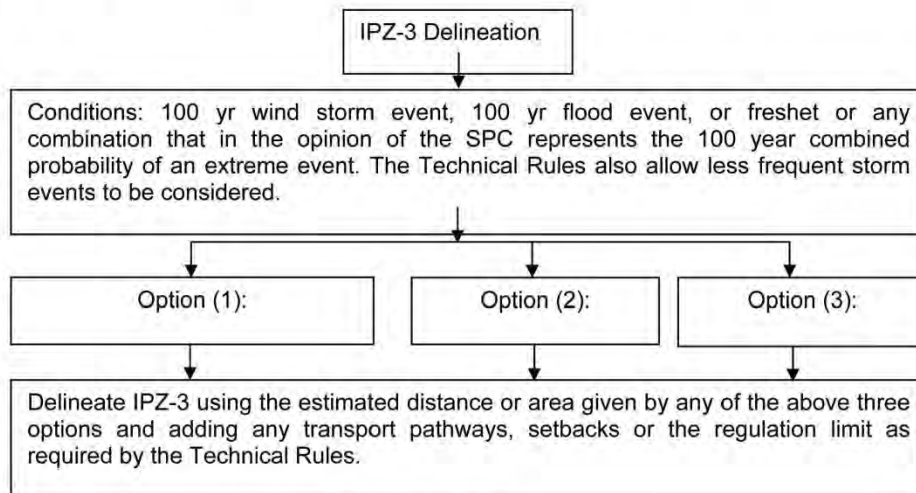 IPZ-3 Delineation
Conditions: 100 yr wind storm event, 100 yr flood event, or freshet or any
combination that in the opinion of the SPC represents the 100 year combined
probability of an extreme event. The Technical Rules also allow less frequent storm
events to be considered.
Option (1):
Option (2):
Option (3):
Delineate IPZ-3 using the estimated distance or area given by any of the above three
options and adding any transport pathways, setbacks or the regulation limit as
required by the Technical Rules.